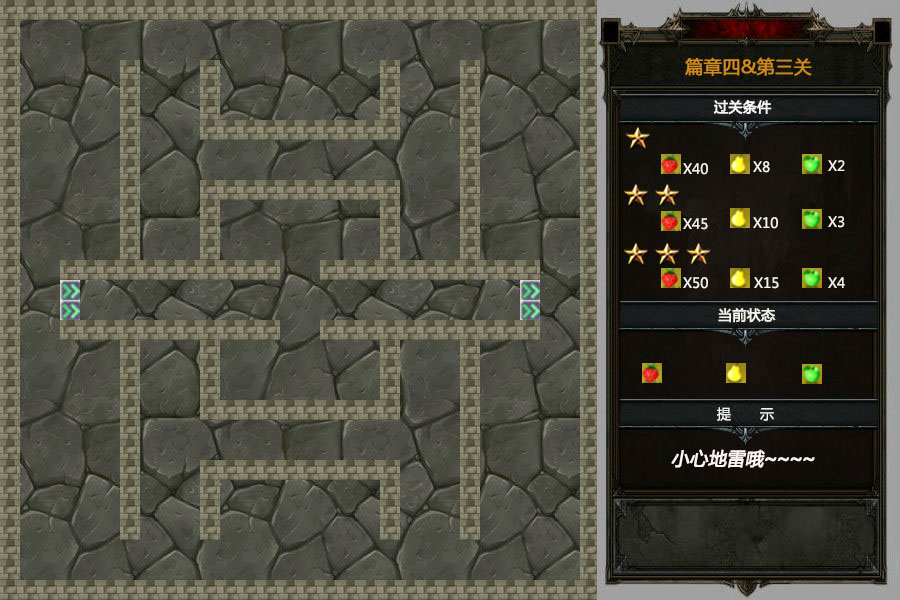 篇章四&第三关
过关条件
X40 X8 X2
X45 X10 X3
X50 X15 X4
当前状态
提 示
小心地雷哦~~~~